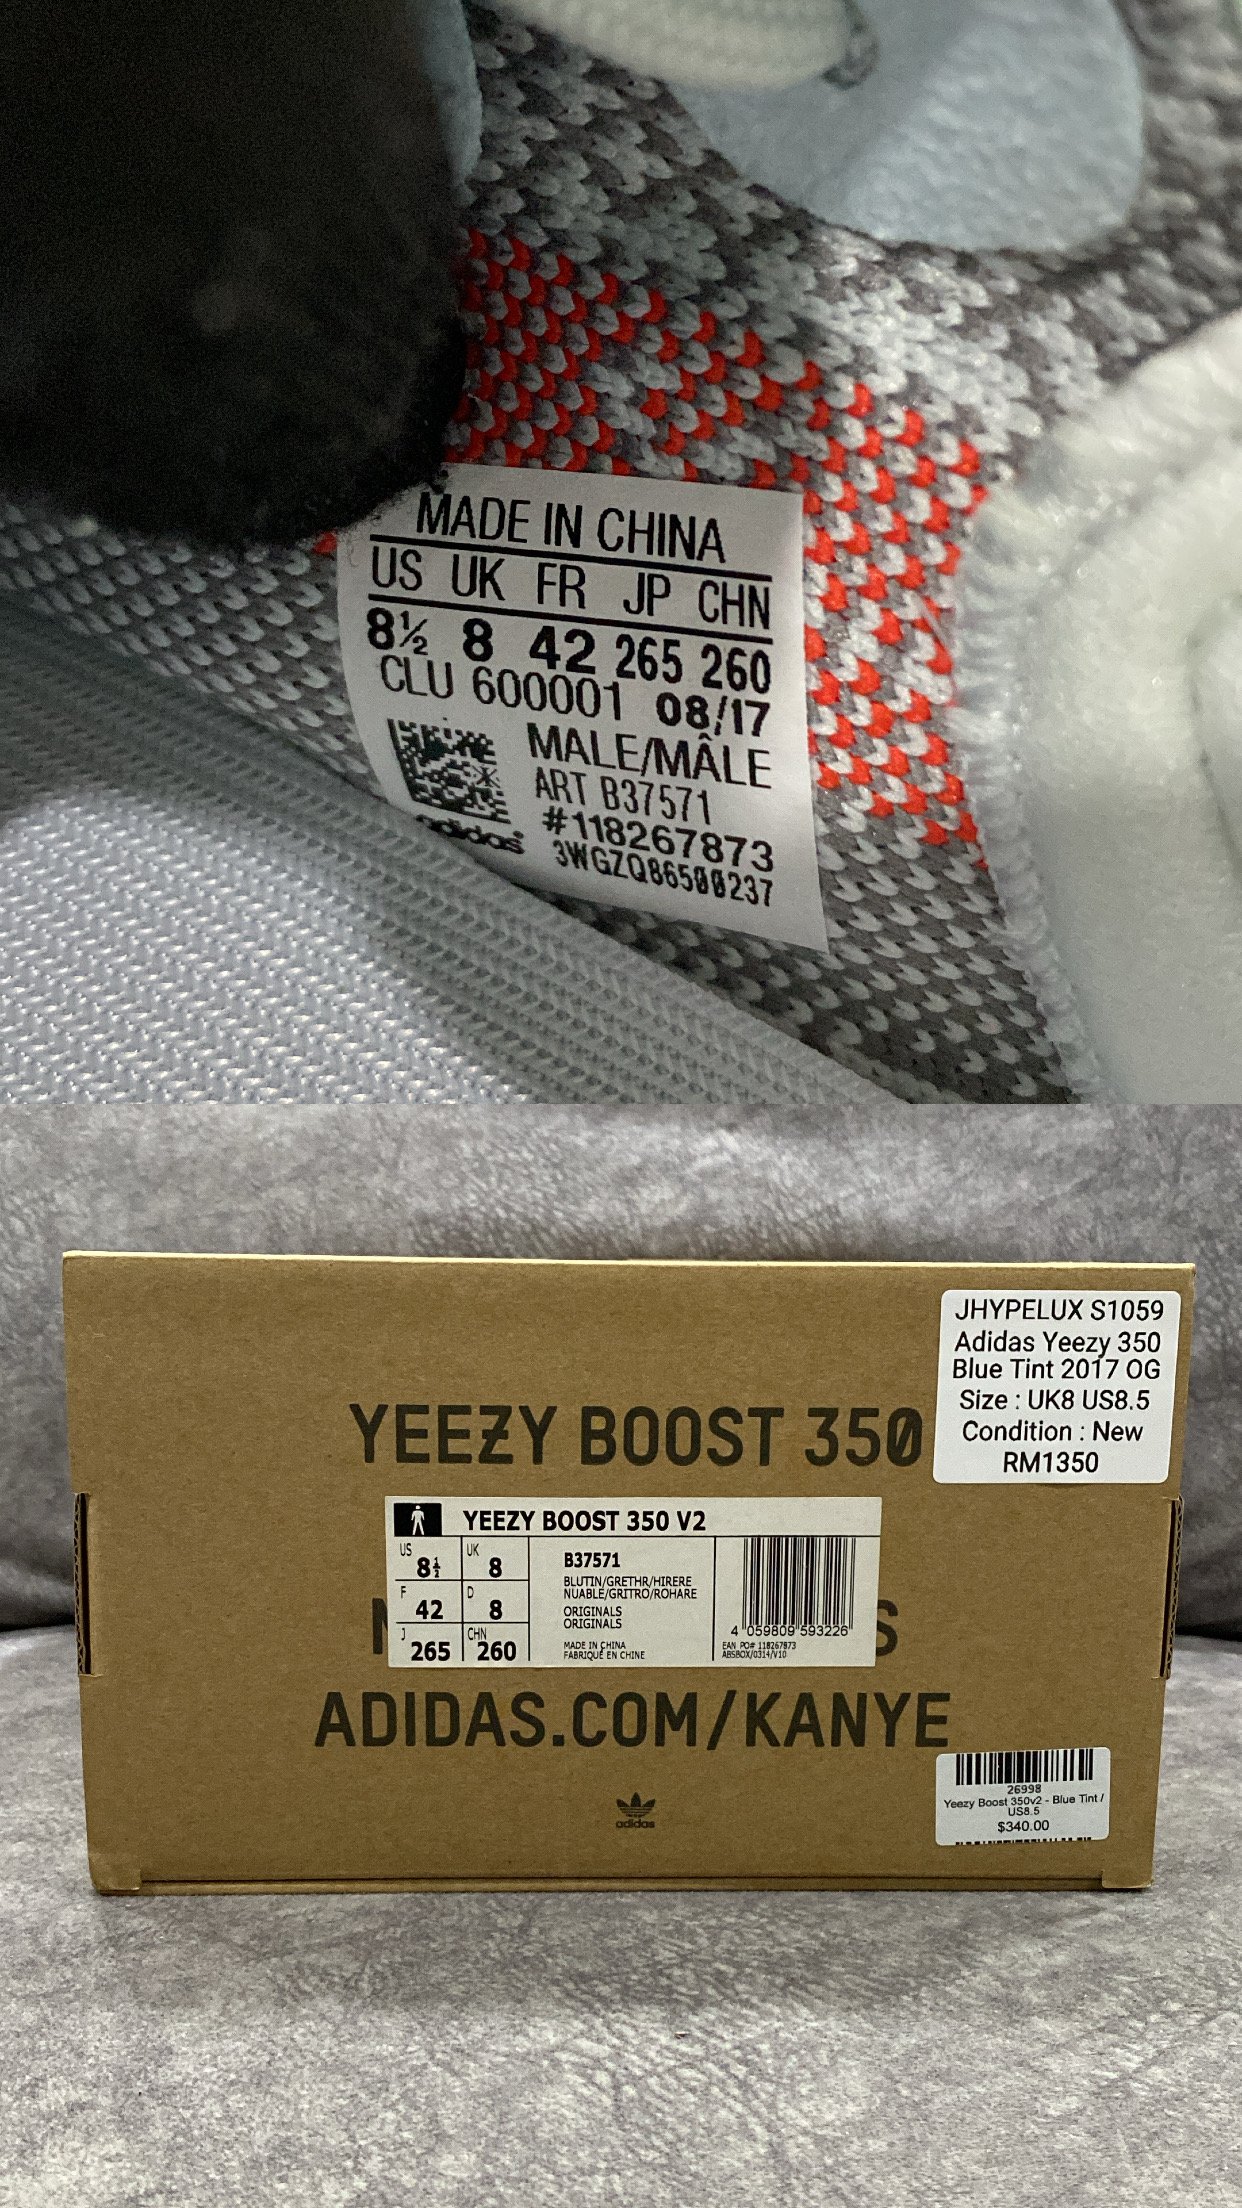 MADE IN CHINA
US UK FR JP CHN
8½ 8 42 265 260
CLU 600001 08/17
MALE/MÂLE
ART B37571
#118267873
3WGZQ86500237
adidas
JHYPELUX S1059
Adidas Yeezy 350
Blue Tint 2017 OG
Size : UK8 US8.5
Condition : New
RM1350
YEEZY BOOST 350
YEEZY BOOST 350 V2
US 8½ UK 8
F 42 D 8
J 265 CHN 260
B37571
BLUTIN/GRETHR/HIRERE
NUABLE/GRITRO/ROHARE
ORIGINALS
ORIGINALS
MADE IN CHINA
FABRIQUÉ EN CHINE
4 059809 593226
EAN PO# 118267873
ABSBOX/0314/V10
ADIDAS.COM/KANYE
adidas
26998
Yeezy Boost 350v2 - Blue Tint /
US8.5
$340.00